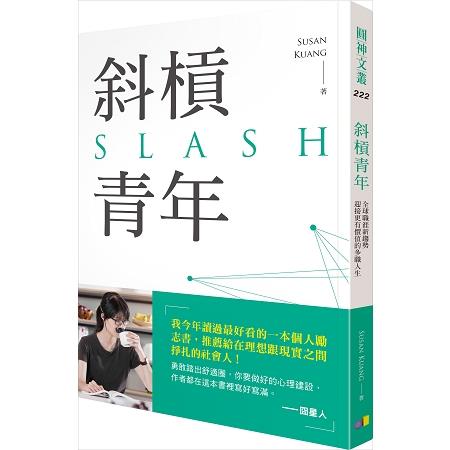 SUSAN
KUANG
著
斜槓
SLASH
青年
我今年讀過最好看的一本個人勵
志書，推薦給在理想跟現實之間
掙扎的社會人！
勇敢踏出舒適圈，你要做好的心理建設，
作者都在這本書裡寫好寫滿。
——囧星人
圓神文叢
222
斜槓青年
全球職涯新趨勢，
迎接更有價值的多職人生
SUSAN KUANG
著